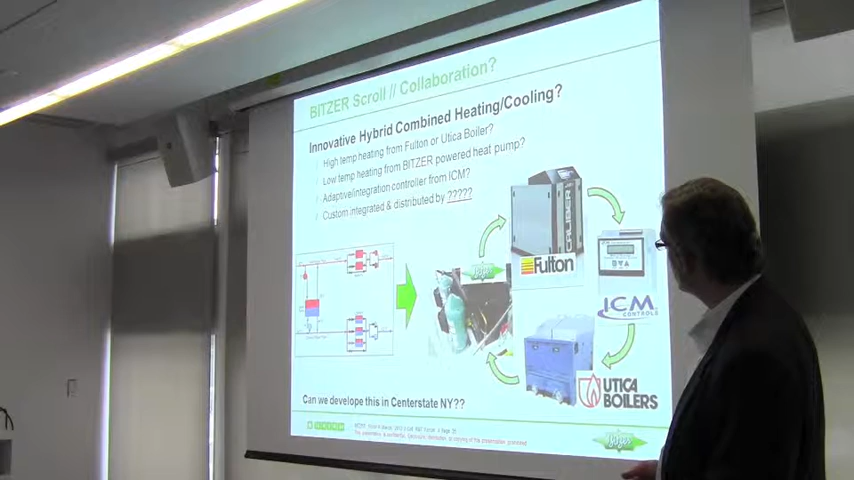 BITZER Scroll // Collaboration?
Innovative Hybrid Combined Heating/Cooling?
High temp heating from Fulton or Utica Boiler?
Low temp heating from BITZER powered heat pump?
Adaptive/integration controller from ICM?
Custom integrated & distributed by ?????
CALIBER
Fulton
ICM
CONTROLS
UTICA
BOILERS
Can we develop this in Centerstate NY??